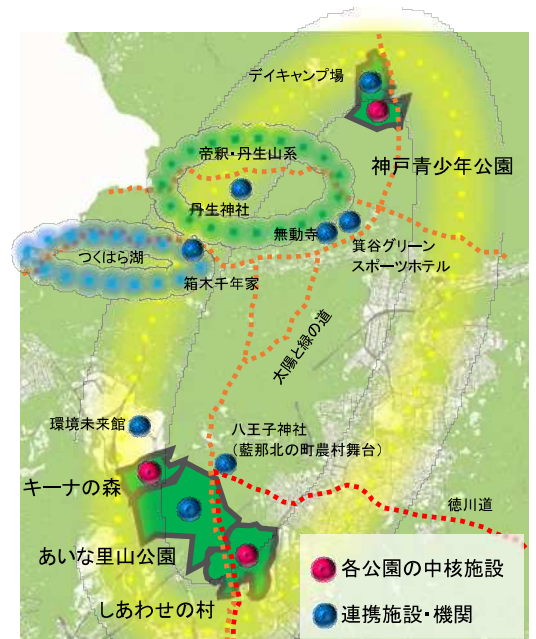 デイキャンプ場
神戸青少年公園
帝釈・丹生山系
丹生神社
無動寺
箕谷グリーン
スポーツホテル
つくはら湖
箱木千年家
太陽と緑の道
環境未来館
八王子神社
(藍那北の町農村舞台)
キーナの森
徳川道
あいな里山公園
しあわせの村
各公園の中核施設
連携施設・機関